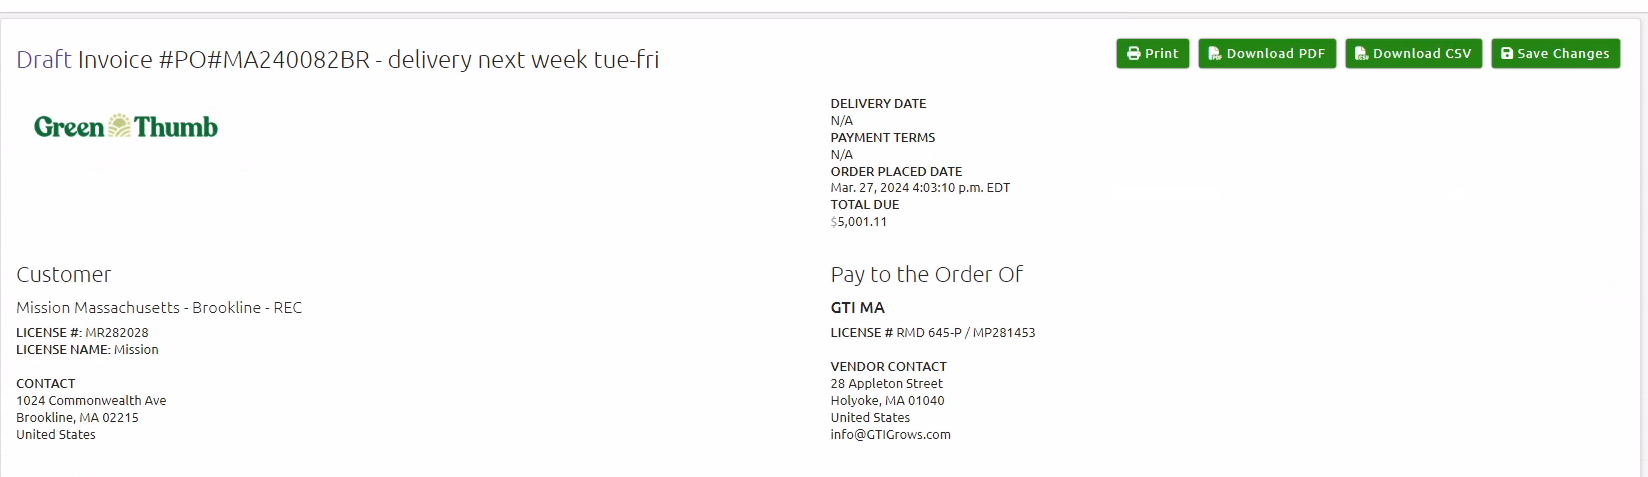 Draft Invoice #PO#MA240082BR - delivery next week tue-fri
Print
Download PDF
Download CSV
Save Changes
Green Thumb
DELIVERY DATE
N/A
PAYMENT TERMS
N/A
ORDER PLACED DATE
Mar. 27, 2024 4:03:10 p.m. EDT
TOTAL DUE
$5,001.11
Customer
Mission Massachusetts - Brookline - REC
LICENSE #: MR282028
LICENSE NAME: Mission
CONTACT
1024 Commonwealth Ave
Brookline, MA 02215
United States
Pay to the Order Of
GTI MA
LICENSE # RMD 645-P / MP281453
VENDOR CONTACT
28 Appleton Street
Holyoke, MA 01040
United States
info@GTIGrows.com